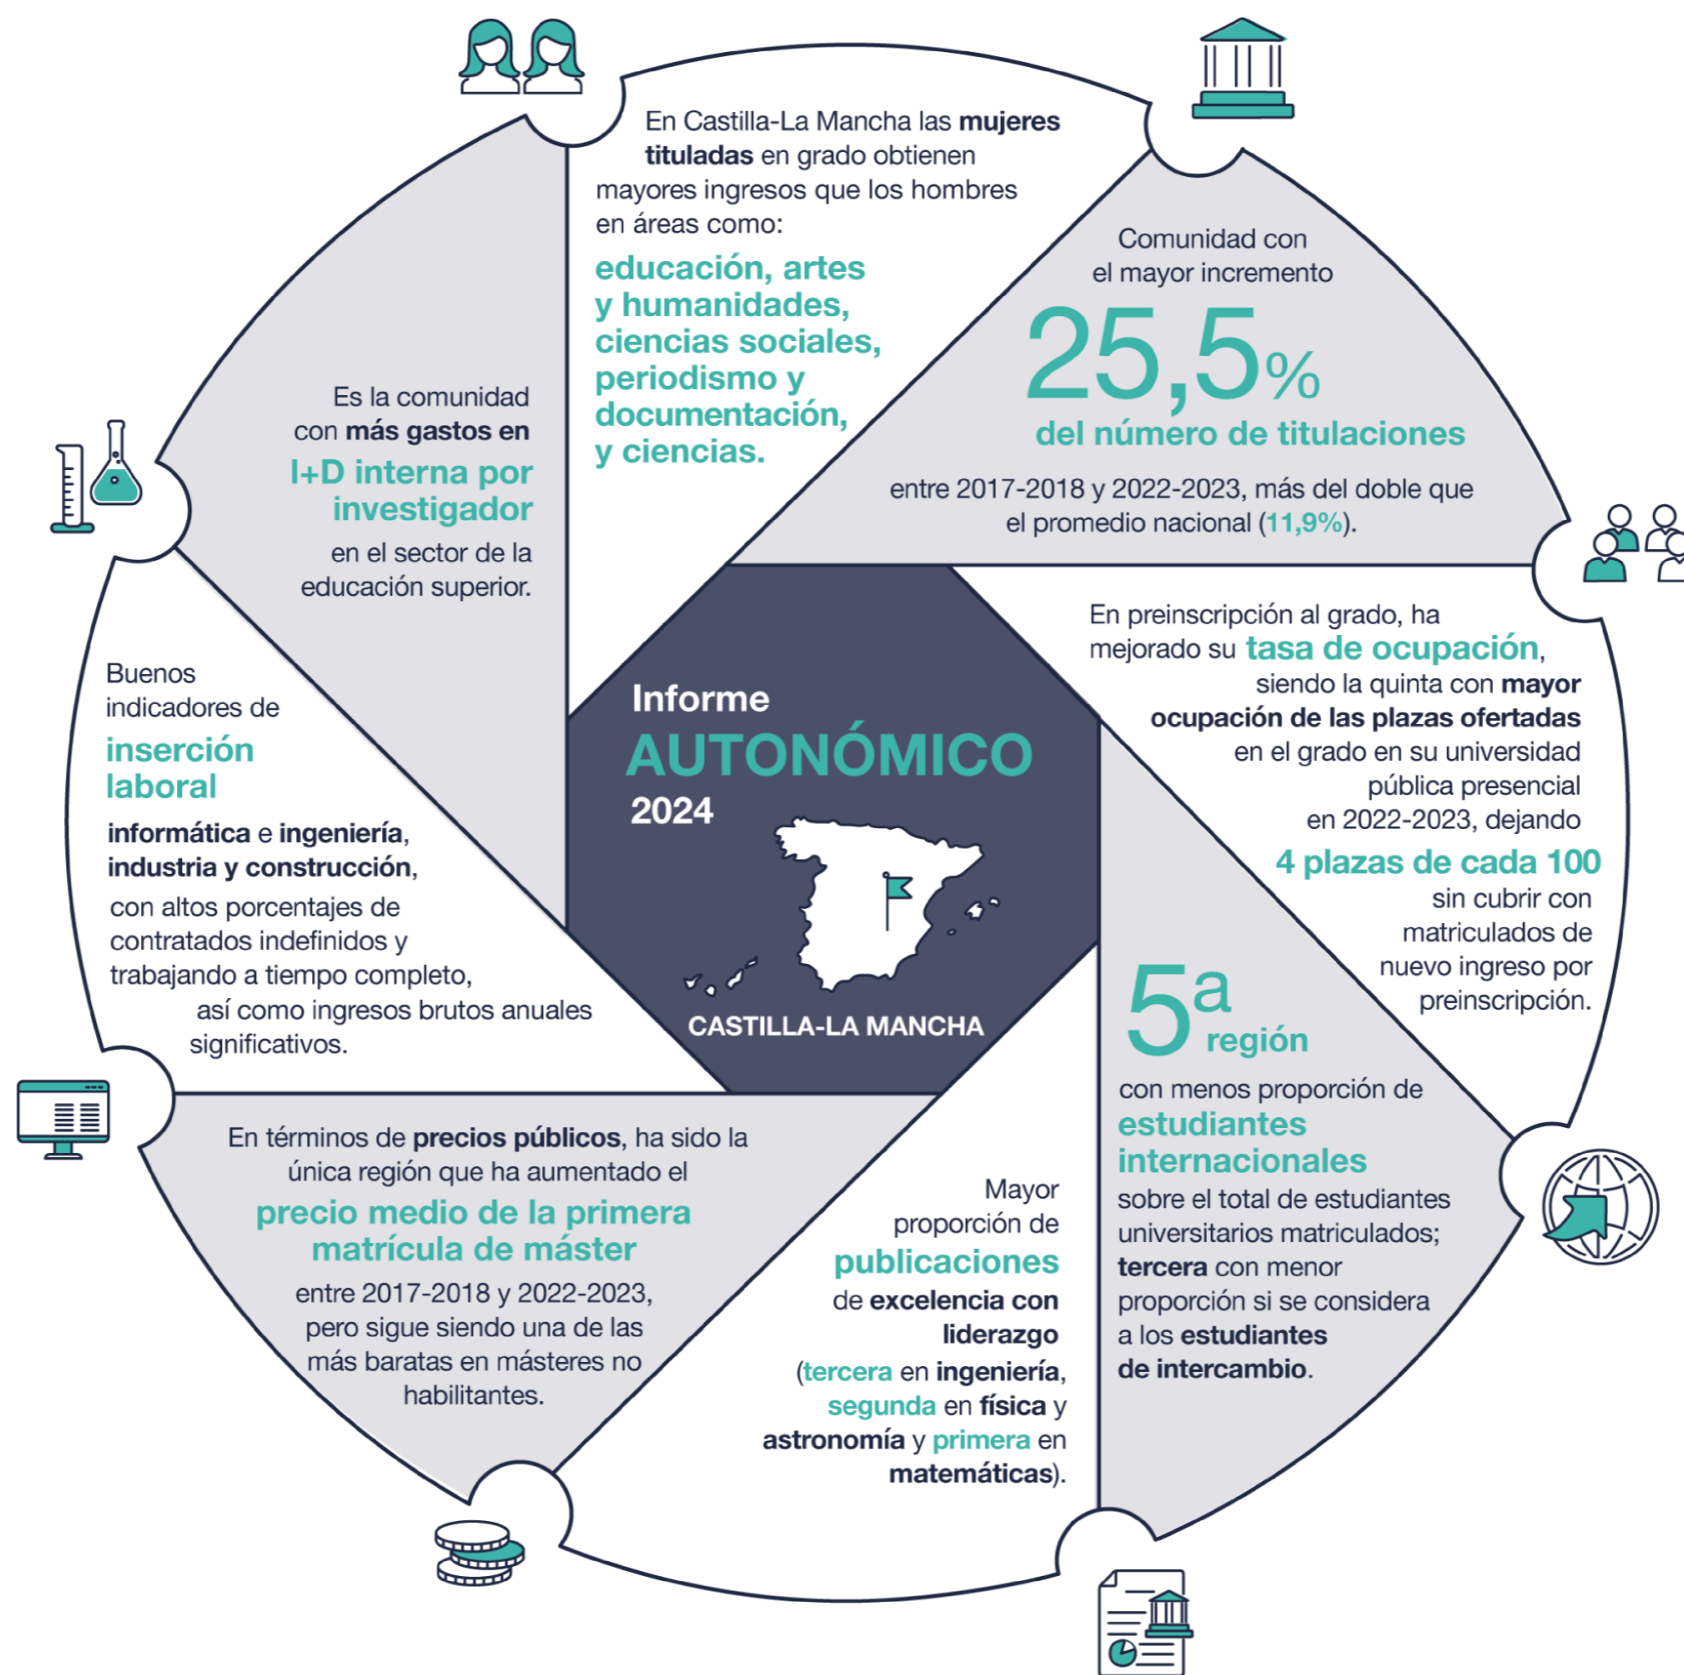 En Castilla-La Mancha las mujeres
tituladas en grado obtienen
mayores ingresos que los hombres
en áreas como:
educación, artes
y humanidades,
ciencias sociales,
periodismo y
documentación,
y ciencias.
Comunidad con
el mayor incremento
25,5%
del número de titulaciones
entre 2017-2018 y 2022-2023, más del doble que
el promedio nacional (11,9%).
En preinscripción al grado, ha
mejorado su tasa de ocupación,
siendo la quinta con mayor
ocupación de las plazas ofertadas
en el grado en su universidad
pública presencial
en 2022-2023, dejando
4 plazas de cada 100
sin cubrir con
matriculados de
nuevo ingreso por
preinscripción.
5ª
región
con menos proporción de
estudiantes
internacionales
sobre el total de estudiantes
universitarios matriculados;
tercera con menor
proporción si se considera
a los estudiantes
de intercambio.
Mayor
proporción de
publicaciones
de excelencia con
liderazgo
(tercera en ingeniería,
segunda en física y
astronomía y primera en
matemáticas).
En términos de precios públicos, ha sido la
única región que ha aumentado el
precio medio de la primera
matrícula de máster
entre 2017-2018 y 2022-2023,
pero sigue siendo una de las
más baratas en másteres no
habilitantes.
Buenos
indicadores de
inserción
laboral
informática e ingeniería,
industria y construcción,
con altos porcentajes de
contratados indefinidos y
trabajando a tiempo completo,
así como ingresos brutos anuales
significativos.
Es la comunidad
con más gastos en
I+D interna por
investigador
en el sector de la
educación superior.
Informe
AUTONÓMICO
2024
CASTILLA-LA MANCHA